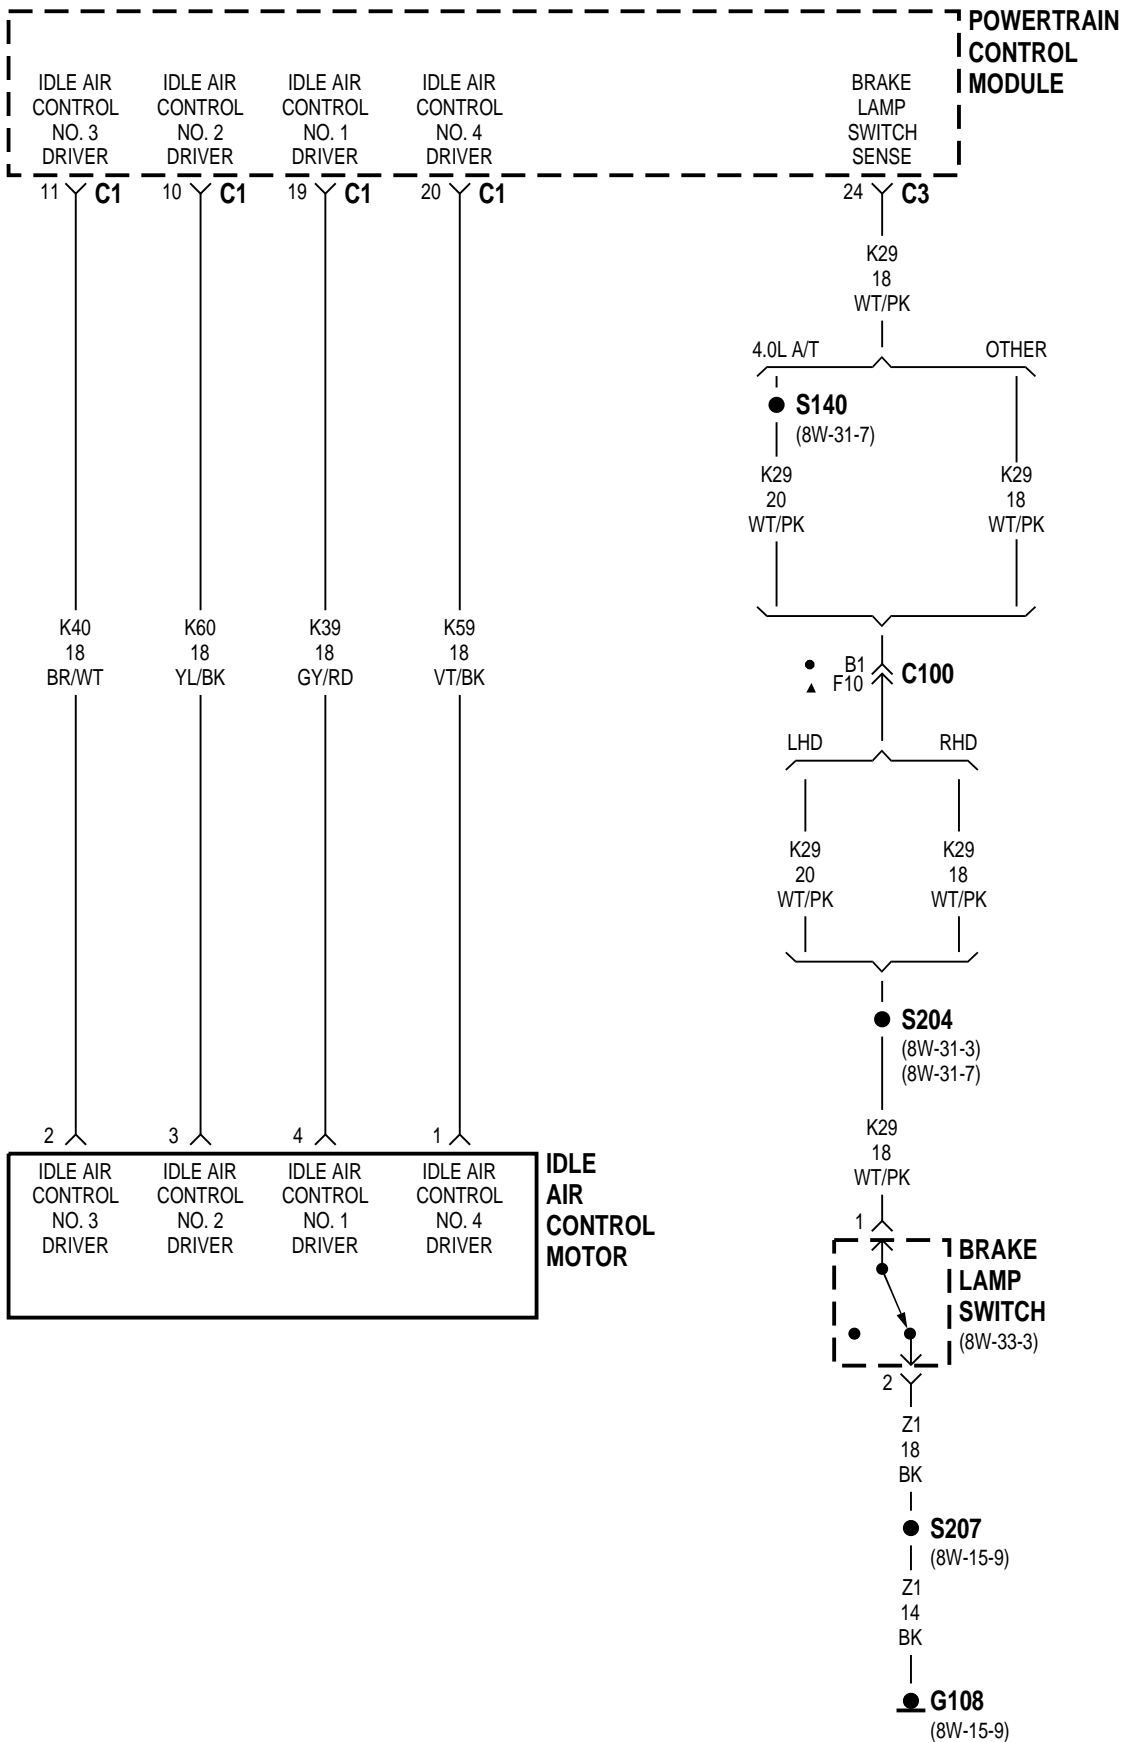 POWERTRAIN
CONTROL
MODULE
IDLE AIR
CONTROL
NO. 3
DRIVER
IDLE AIR
CONTROL
NO. 2
DRIVER
IDLE AIR
CONTROL
NO. 1
DRIVER
IDLE AIR
CONTROL
NO. 4
DRIVER
BRAKE
LAMP
SWITCH
SENSE
11 C1
10 C1
19 C1
20 C1
24 C3
K29
18
WT/PK
4.0L A/T
OTHER
S140
(8W-31-7)
K29
20
WT/PK
K29
18
WT/PK
K40
18
BR/WT
K60
18
YL/BK
K39
18
GY/RD
K59
18
VT/BK
B1
F10
C100
LHD
RHD
K29
20
WT/PK
K29
18
WT/PK
S204
(8W-31-3)
(8W-31-7)
K29
18
WT/PK
2
3
4
1
IDLE AIR
CONTROL
NO. 3
DRIVER
IDLE AIR
CONTROL
NO. 2
DRIVER
IDLE AIR
CONTROL
NO. 1
DRIVER
IDLE AIR
CONTROL
NO. 4
DRIVER
IDLE
AIR
CONTROL
MOTOR
1
BRAKE
LAMP
SWITCH
(8W-33-3)
2
Z1
18
BK
S207
(8W-15-9)
Z1
14
BK
G108
(8W-15-9)